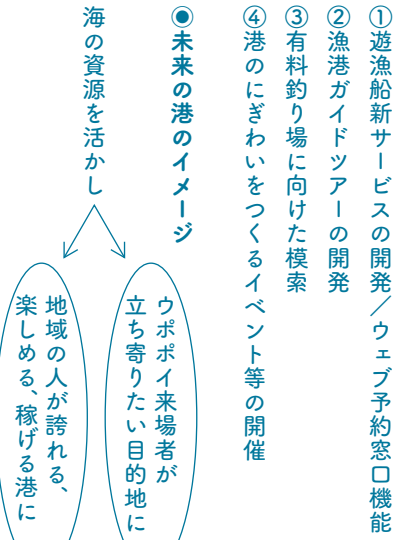 ①遊漁船新サービスの開発／ウェブ予約窓口機能
②漁港ガイドツアーの開発
③有料釣り場に向けた模索
④港のにぎわいをつくるイベント等の開催
◉未来の港のイメージ
海の資源を活かし
ウポポイ来場者が
立ち寄りたい目的地に
地域の人が誇れる、
楽しめる、稼げる港に